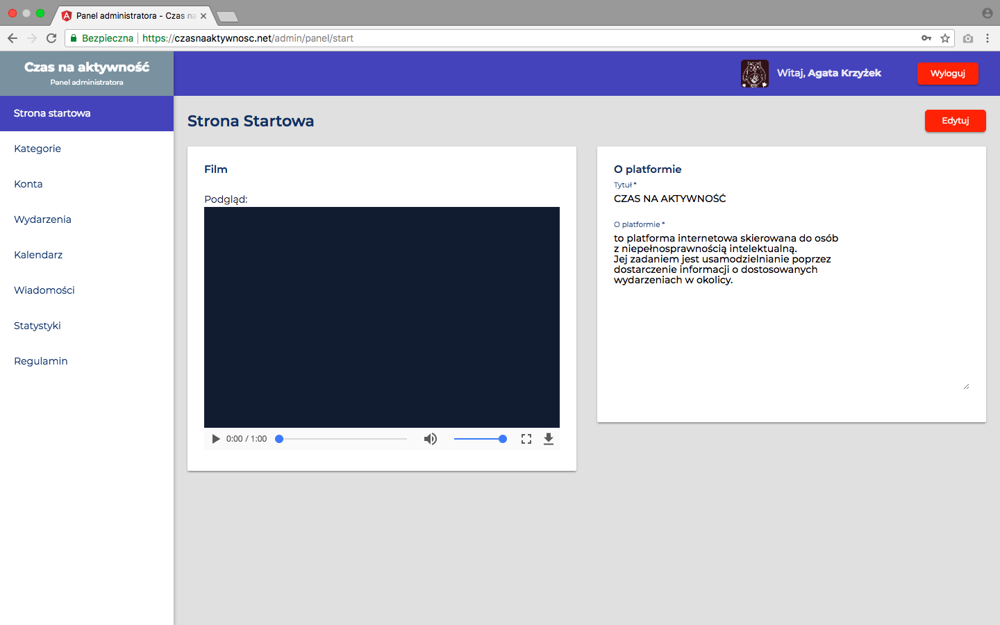 Panel administratora - Czas na
Bezpieczna
https://czasnaaktywnosc.net/admin/panel/start
Czas na aktywność
Panel administratora
Witaj, Agata Krzyżek
Wyloguj
Strona startowa
Kategorie
Konta
Wydarzenia
Kalendarz
Wiadomości
Statystyki
Regulamin
Strona Startowa
Edytuj
Film
Podgląd:
0:00 / 1:00
O platformie
Tytuł *
CZAS NA AKTYWNOŚĆ
O platformie *
to platforma internetowa skierowana do osób
z niepełnosprawnością intelektualną.
Jej zadaniem jest usamodzielnianie poprzez
dostarczenie informacji o dostosowanych
wydarzeniach w okolicy.